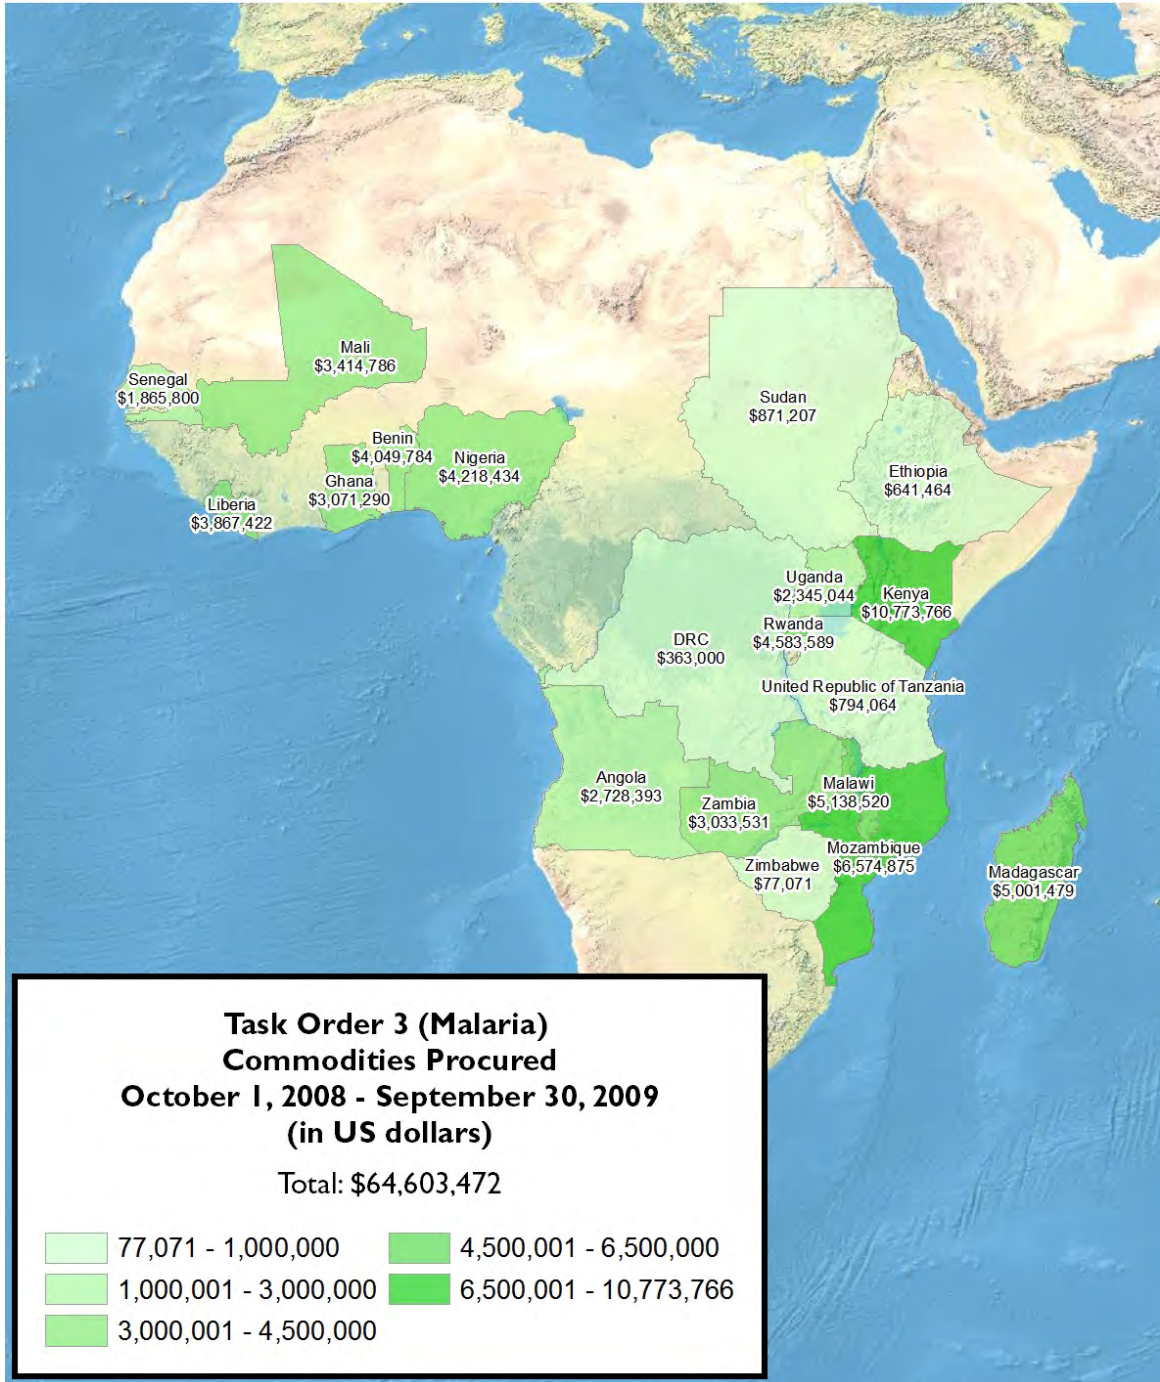 Mali
$3,414,786
Senegal
$1,865,800
Sudan
$871,207
Benin
$4,049,784
Nigeria
$4,218,434
Ghana
$3,071,290
Ethiopia
$641,464
Liberia
$3,867,422
Uganda
$2,345,044
Kenya
$10,773,766
Rwanda
$4,583,589
DRC
$363,000
United Republic of Tanzania
$794,064
Angola
$2,728,393
Malawi
$5,138,520
Zambia
$3,033,531
Mozambique
$6,574,875
Zimbabwe
$77,071
Madagascar
$5,001,479
Task Order 3 (Malaria)
Commodities Procured
October 1, 2008 - September 30, 2009
(in US dollars)
Total: $64,603,472
77,071 - 1,000,000
1,000,001 - 3,000,000
3,000,001 - 4,500,000
4,500,001 - 6,500,000
6,500,001 - 10,773,766